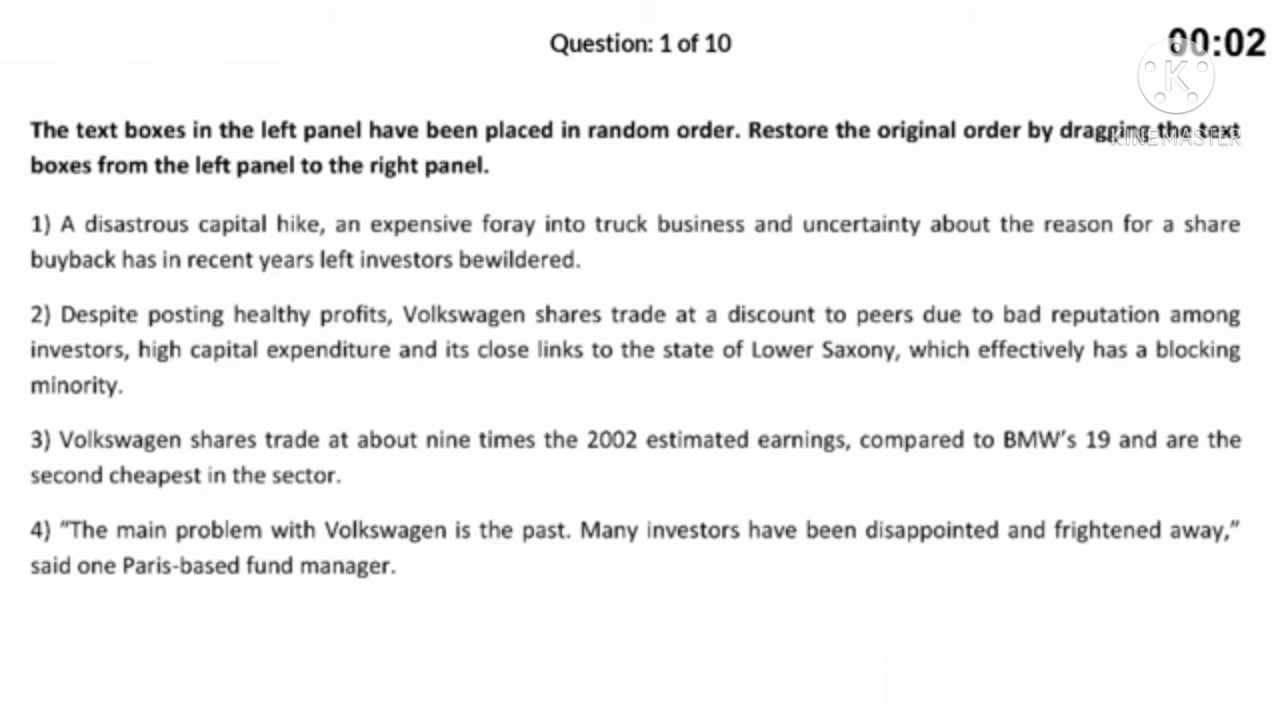 Question: 1 of 10
00:02
K
KINEMASTER
The text boxes in the left panel have been placed in random order. Restore the original order by dragging the text
boxes from the left panel to the right panel.
1) A disastrous capital hike, an expensive foray into truck business and uncertainty about the reason for a share
buyback has in recent years left investors bewildered.
2) Despite posting healthy profits, Volkswagen shares trade at a discount to peers due to bad reputation among
investors, high capital expenditure and its close links to the state of Lower Saxony, which effectively has a blocking
minority.
3) Volkswagen shares trade at about nine times the 2002 estimated earnings, compared to BMW's 19 and are the
second cheapest in the sector.
4) "The main problem with Volkswagen is the past. Many investors have been disappointed and frightened away,"
said one Paris-based fund manager.